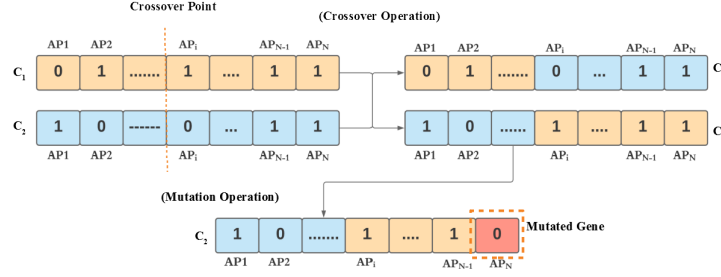 Crossover Point
(Crossover Operation)
AP1 AP2 APi APN-1 APN
C1 0 1 ....... 1 .... 1 1
C2 1 0 ------ 0 ... 1 1
AP1 AP2 APi APN-1 APN
AP1 AP2 APi APN-1 APN
0 1 ....... 0 ... 1 1 C
1 0 ...... 1 .... 1 1 C
AP1 AP2 APi APN-1 APN
(Mutation Operation)
C2 1 0 ....... 1 .... 1 0
Mutated Gene
AP1 AP2 APi APN-1 APN